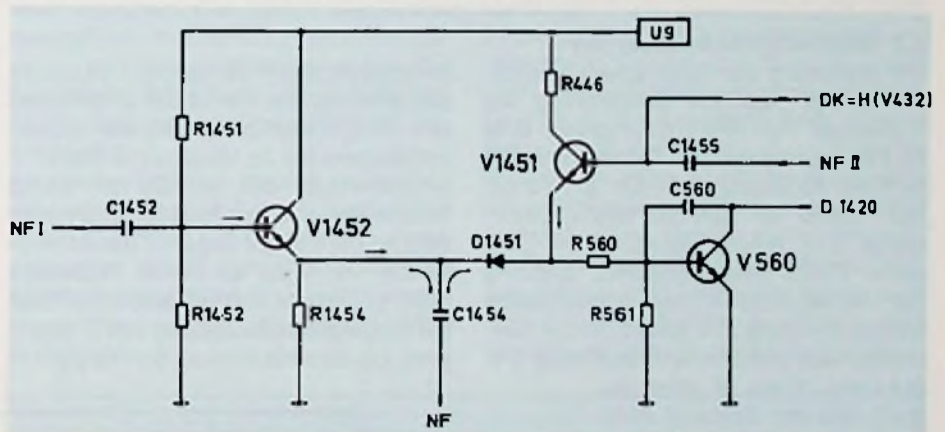 U9
R446
DK=H(V432)
R1451
V1451
C1455
NF II
C1452
C560
D 1420
NF I
V1452
D1451
R560
V560
R1452
R1454
C1454
R561
NF